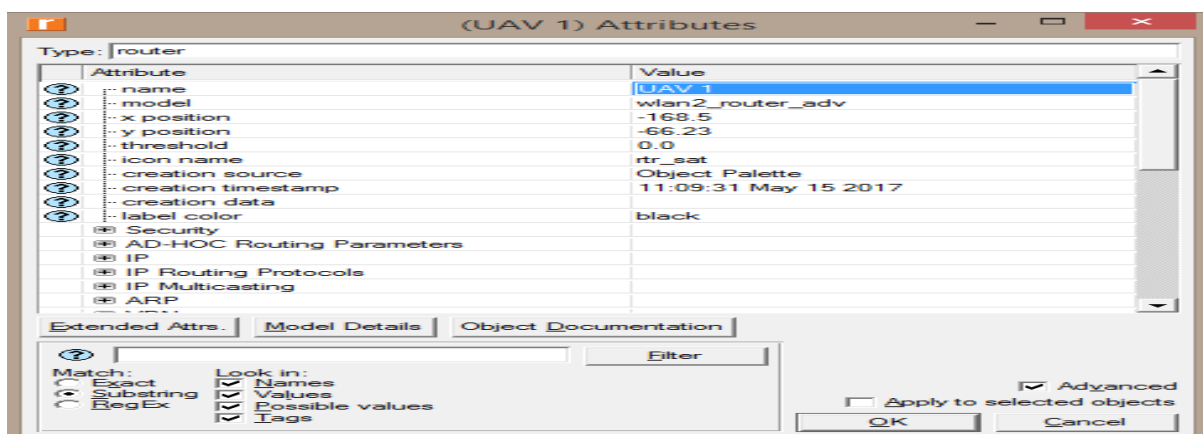 (UAV 1) Attributes
Type: router
Attribute Value
name UAV 1
model wlan2_router_adv
x position -168.5
y position -66.23
threshold 0.0
icon name rtr_sat
creation source Object Palette
creation timestamp 11:09:31 May 15 2017
creation data
label color black
Security
AD-HOC Routing Parameters
IP
IP Routing Protocols
IP Multicasting
ARP
Extended Attrs. Model Details Object Documentation
Filter
Match: Look in:
Exact Names
Substring Values
RegEx Possible values
Tags
Advanced
Apply to selected objects
OK Cancel